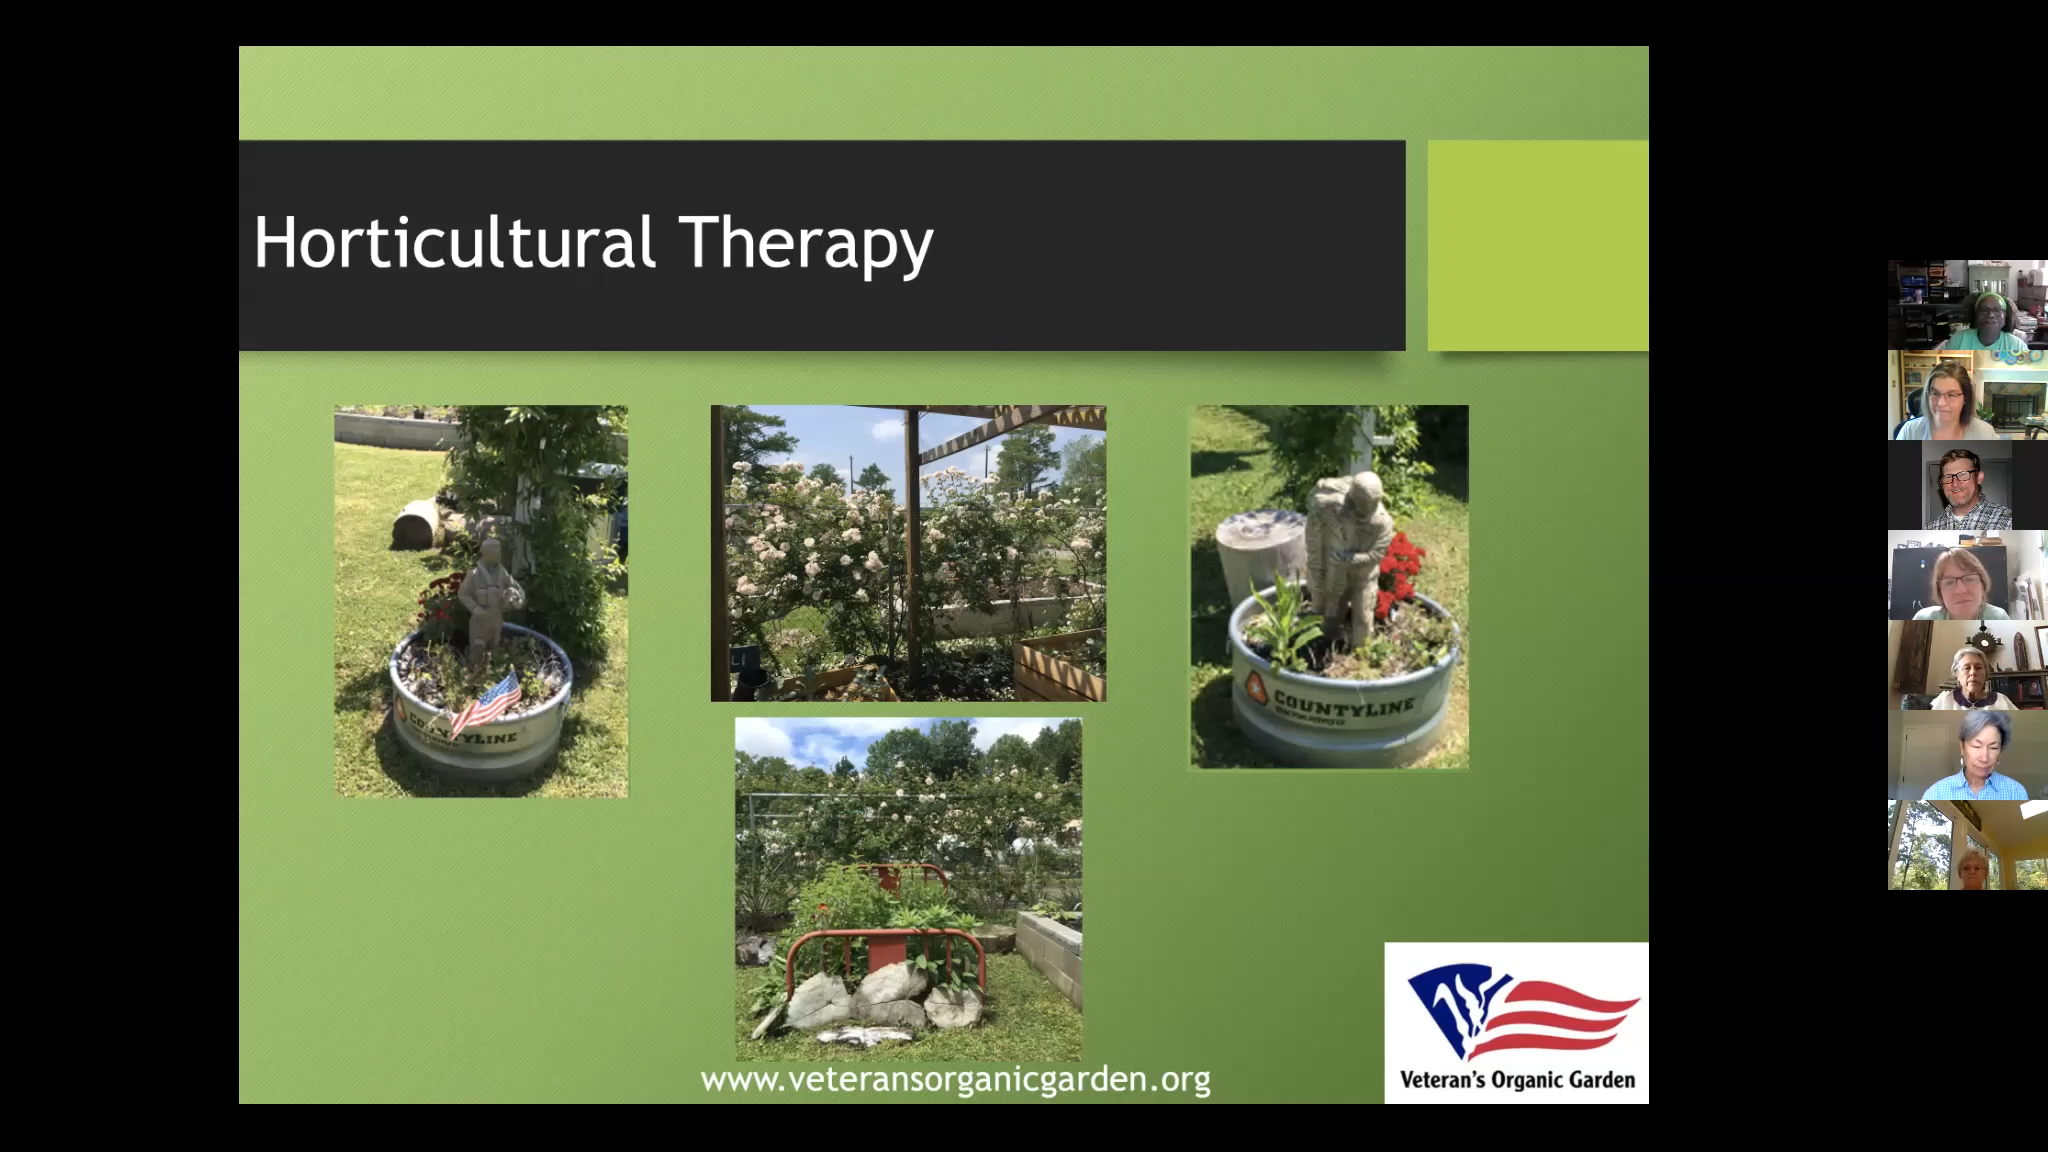 Horticultural Therapy
COUNTYLINE
COUNTYLINE
www.veteransorganicgarden.org
Veteran's Organic Garden